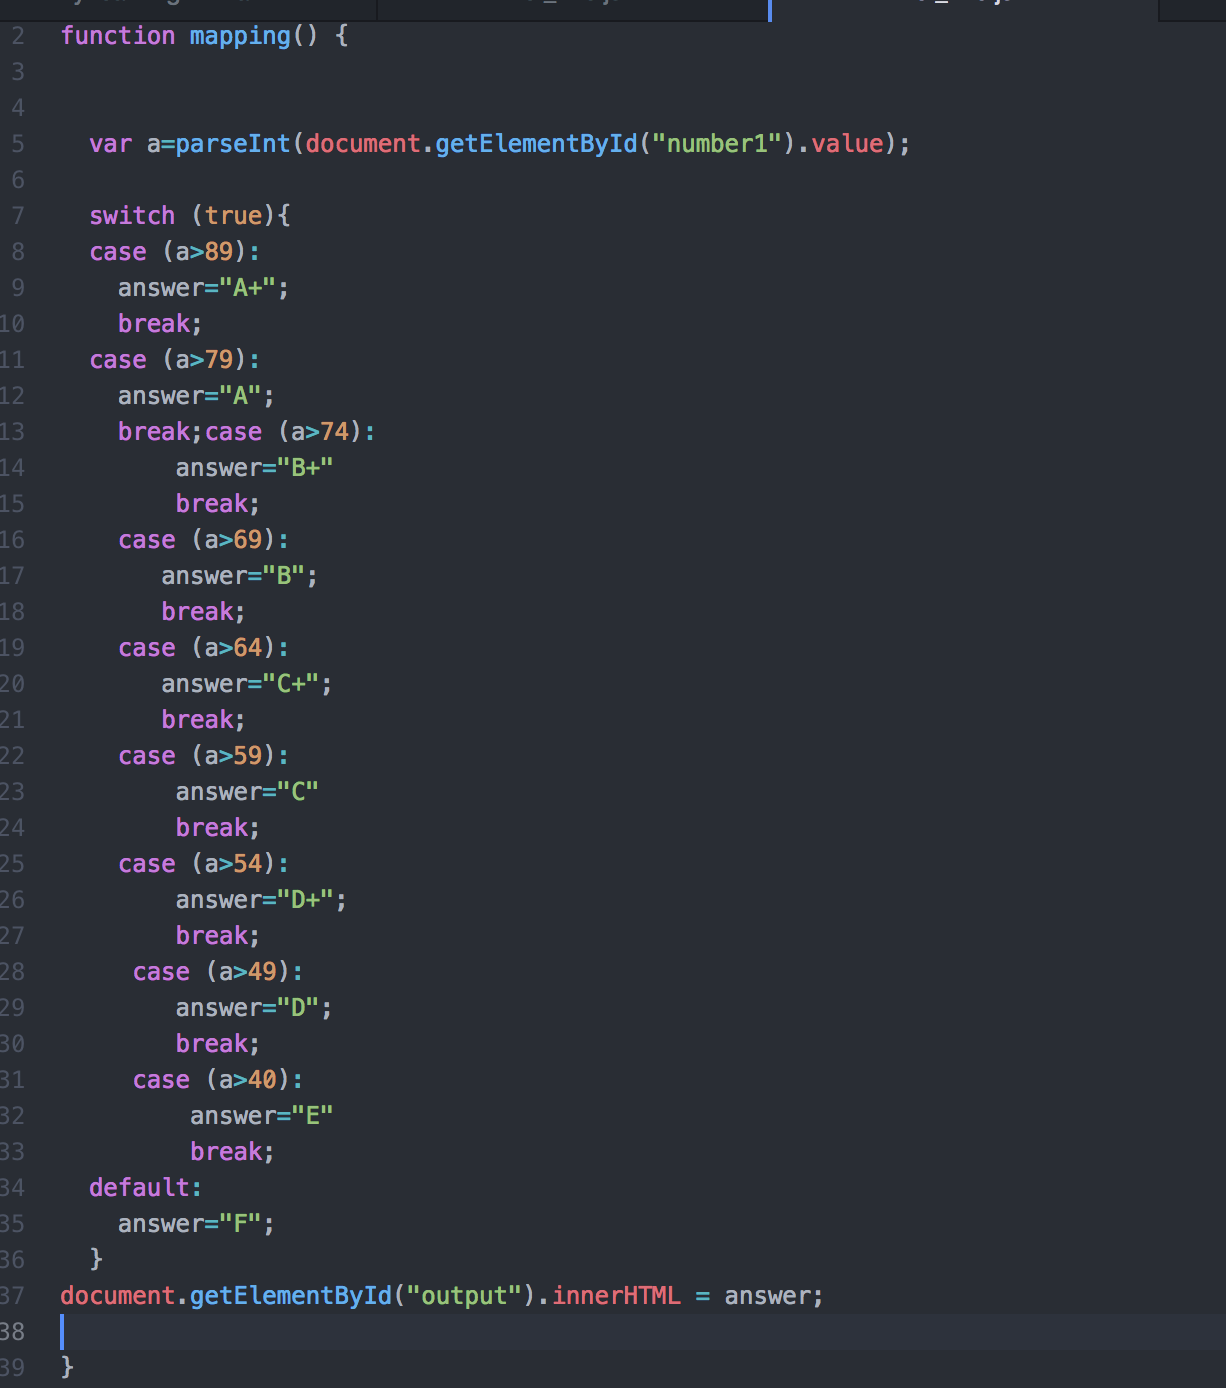 2 function mapping() {
3
4
5 var a=parseInt(document.getElementById("number1").value);
6
7 switch (true){
8 case (a>89):
9 answer="A+";
10 break;
11 case (a>79):
12 answer="A";
13 break;case (a>74):
14 answer="B+"
15 break;
16 case (a>69):
17 answer="B";
18 break;
19 case (a>64):
20 answer="C+";
21 break;
22 case (a>59):
23 answer="C"
24 break;
25 case (a>54):
26 answer="D+";
27 break;
28 case (a>49):
29 answer="D";
30 break;
31 case (a>40):
32 answer="E"
33 break;
34 default:
35 answer="F";
36 }
37 document.getElementById("output").innerHTML = answer;
38
39 }